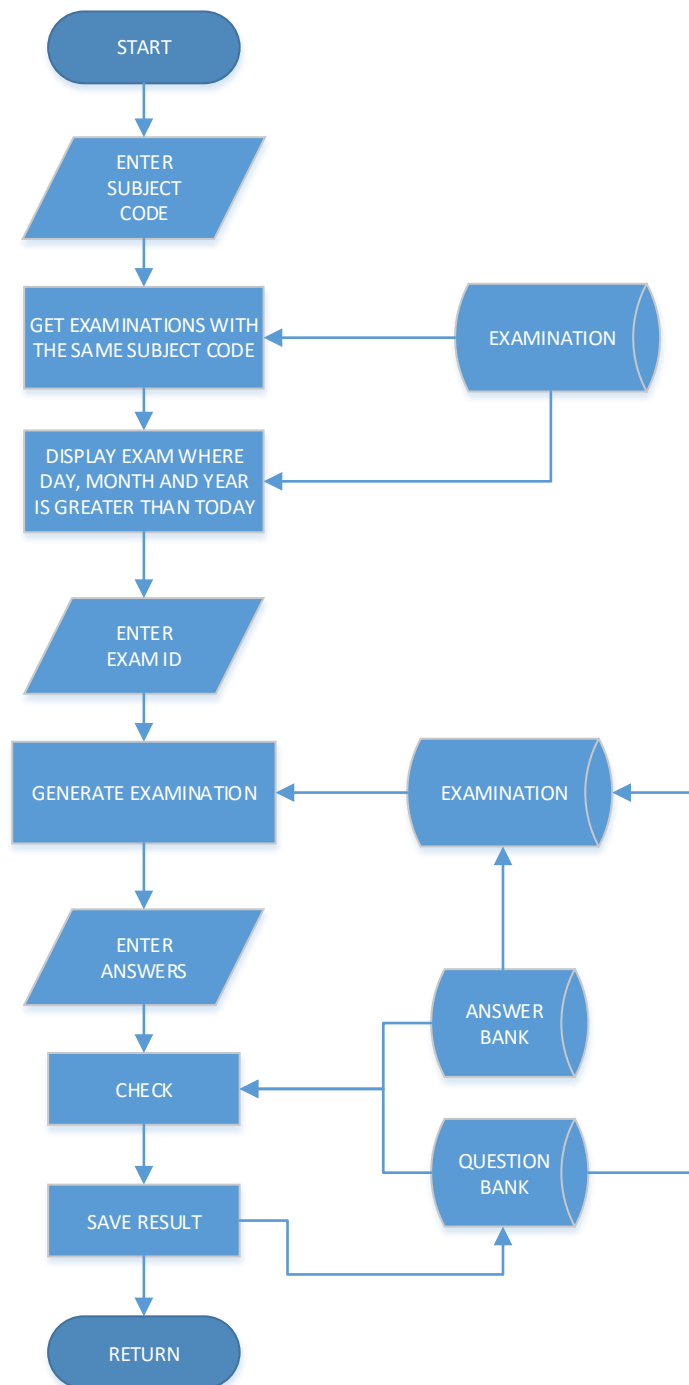 START
ENTER
SUBJECT
CODE
GET EXAMINATIONS WITH
THE SAME SUBJECT CODE
EXAMINATION
DISPLAY EXAM WHERE
DAY, MONTH AND YEAR
IS GREATER THAN TODAY
ENTER
EXAM ID
GENERATE EXAMINATION
EXAMINATION
ENTER
ANSWERS
ANSWER
BANK
CHECK
QUESTION
BANK
SAVE RESULT
RETURN